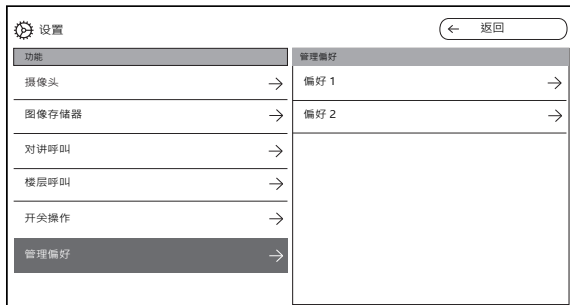 设置
返回
功能
摄像头
图像存储器
对讲呼叫
楼层呼叫
开关操作
管理偏好
管理偏好
偏好 1
偏好 2